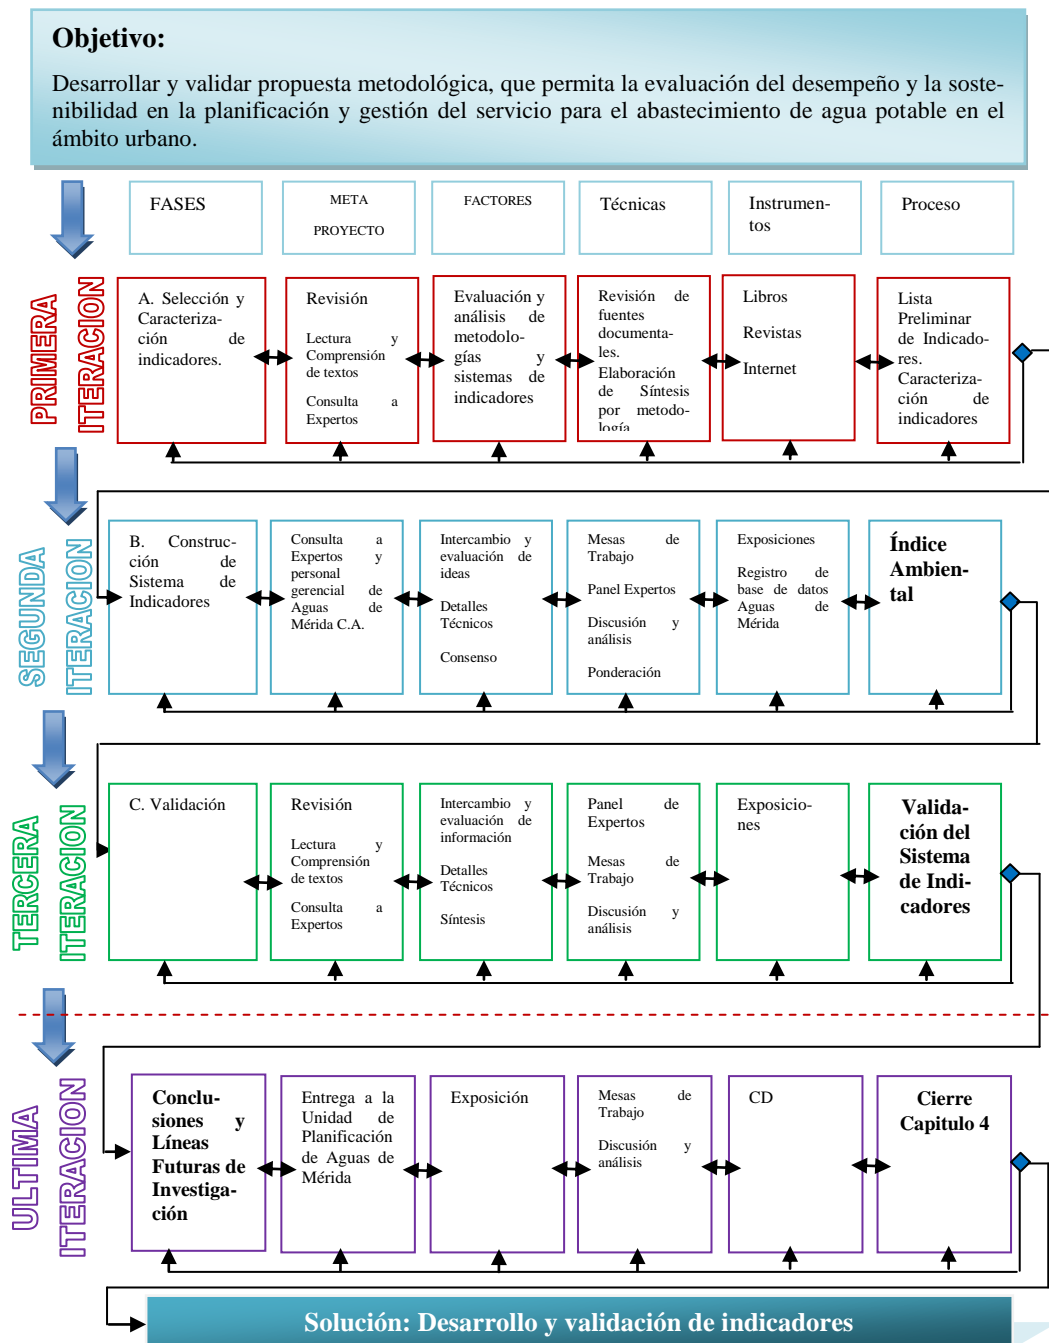 Objetivo:
Desarrollar y validar propuesta metodológica, que permita la evaluación del desempeño y la soste-
nibilidad en la planificación y gestión del servicio para el abastecimiento de agua potable en el
ámbito urbano.
FASES
META
PROYECTO
FACTORES
Técnicas
Instrumen-
tos
Proceso
PRIMERA
ITERACION
A. Selección y
Caracteriza-
ción de
indicadores.
Revisión
Lectura y
Comprensión
de textos
Consulta a
Expertos
Evaluación y
análisis de
metodolo-
gías y
sistemas de
indicadores
Revisión de
fuentes
documenta-
les.
Elaboración
de Síntesis
por metodo-
logía
Libros
Revistas
Internet
Lista
Preliminar
de Indicado-
res.
Caracteriza-
ción de
indicadores
SEGUNDA
ITERACION
B. Construc-
ción de
Sistema de
Indicadores
Consulta a
Expertos y
personal
gerencial de
Aguas de
Mérida C.A.
Intercambio y
evaluación de
ideas
Detalles
Técnicos
Consenso
Mesas de
Trabajo
Panel Expertos
Discusión y
análisis
Ponderación
Exposiciones
Registro de
base de datos
Aguas de
Mérida
Índice
Ambien-
tal
TERCERA
ITERACION
C. Validación
Revisión
Lectura y
Comprensión
de textos
Consulta a
Expertos
Intercambio y
evaluación de
información
Detalles
Técnicos
Síntesis
Panel de
Expertos
Mesas de
Trabajo
Discusión y
análisis
Exposicio-
nes
Valida-
ción del
Sistema
de Indi-
cadores
ULTIMA
ITERACION
Conclu-
siones y
Líneas
Futuras de
Investiga-
ción
Entrega a la
Unidad de
Planificación
de Aguas de
Mérida
Exposición
Mesas de
Trabajo
Discusión y
análisis
CD
Cierre
Capitulo 4
Solución: Desarrollo y validación de indicadores